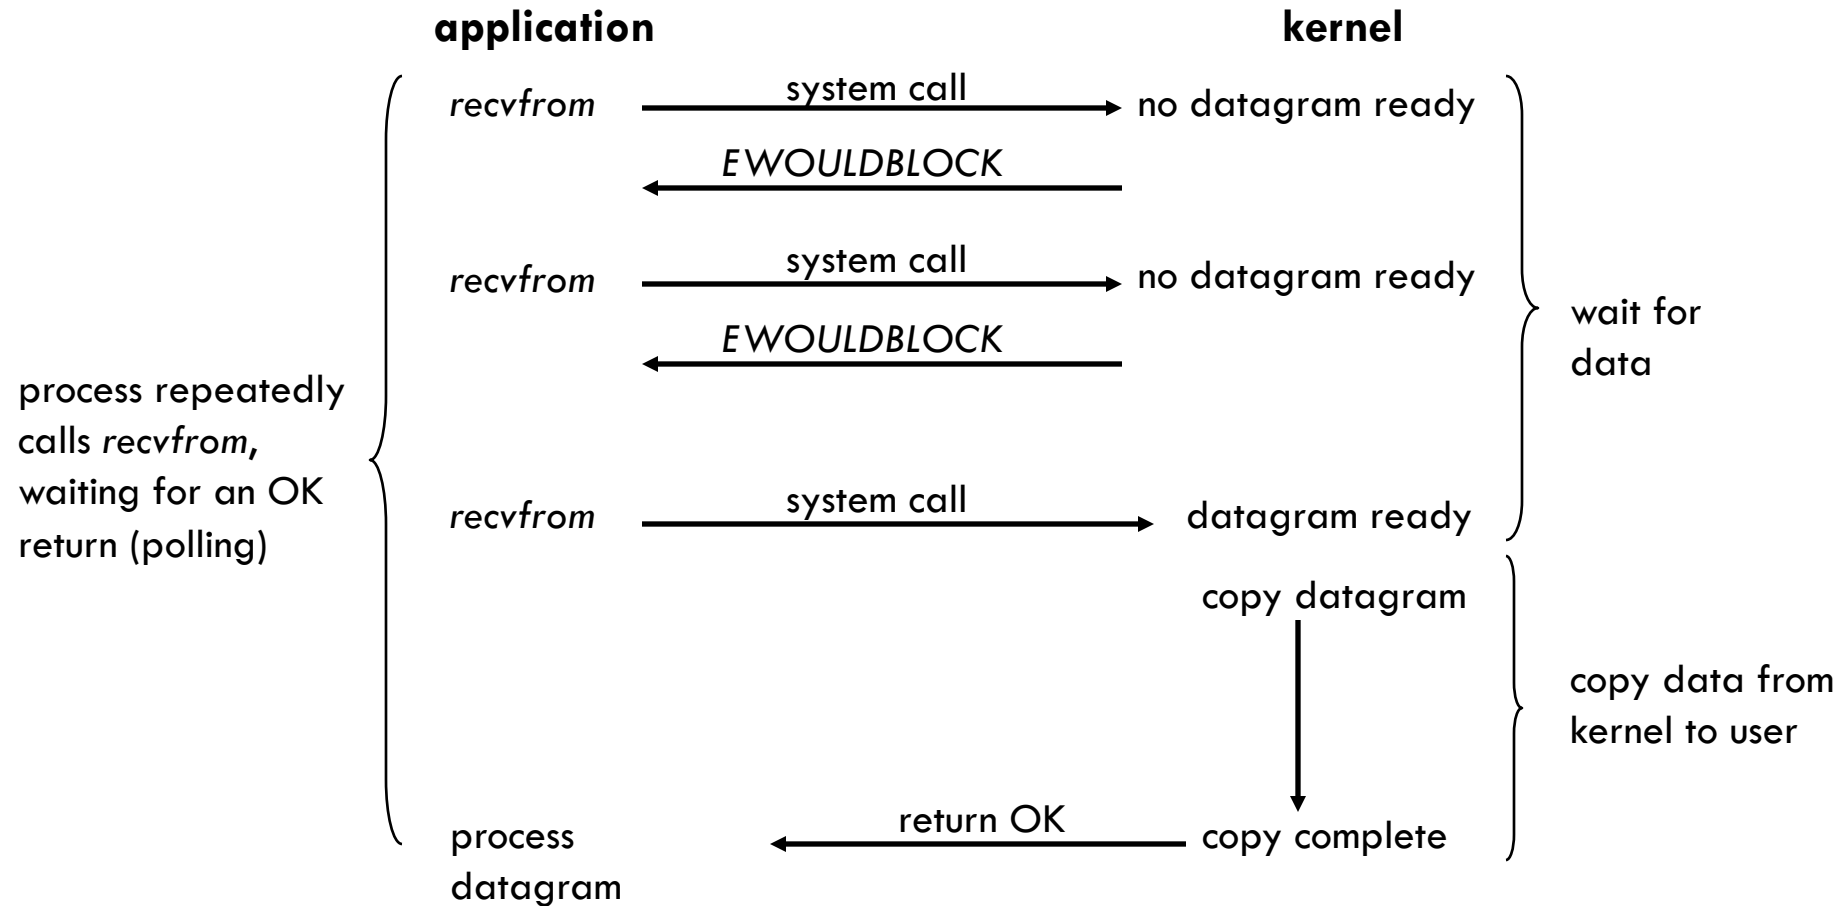 application
kernel
recvfrom
system call
no datagram ready
EWOULDBLOCK
recvfrom
system call
no datagram ready
EWOULDBLOCK
wait for
data
process repeatedly
calls recvfrom,
waiting for an OK
return (polling)
recvfrom
system call
datagram ready
copy datagram
copy data from
kernel to user
return OK
copy complete
process
datagram